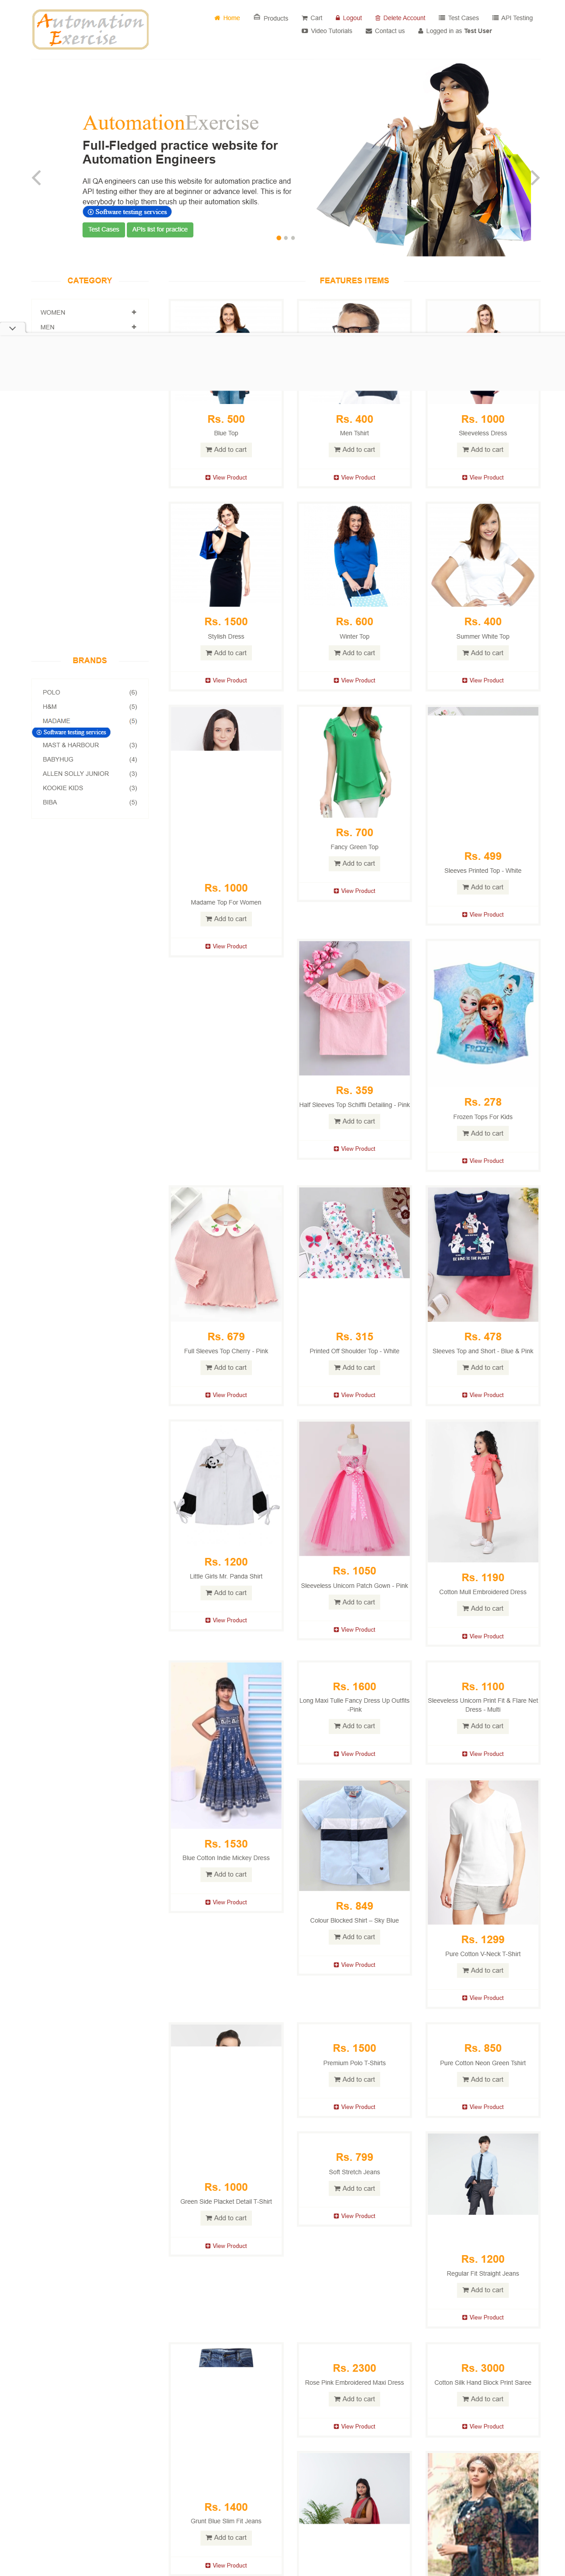 Automation
Exercise
Home
Products
Cart
Logout
Delete Account
Test Cases
API Testing
Video Tutorials
Contact us
Logged in as Test User
AutomationExercise
Full-Fledged practice website for
Automation Engineers
All QA engineers can use this website for automation practice and
API testing either they are at beginner or advance level. This is for
everybody to help them brush up their automation skills.
Software testing services
Test Cases
APIs list for practice
CATEGORY
WOMEN
MEN
BRANDS
POLO (6)
H&M (5)
MADAME (5)
Software testing services
MAST & HARBOUR (3)
BABYHUG (4)
ALLEN SOLLY JUNIOR (3)
KOOKIE KIDS (3)
BIBA (5)
FEATURES ITEMS
Rs. 500
Blue Top
Add to cart
View Product
Rs. 400
Men Tshirt
Add to cart
View Product
Rs. 1000
Sleeveless Dress
Add to cart
View Product
Rs. 1500
Stylish Dress
Add to cart
View Product
Rs. 600
Winter Top
Add to cart
View Product
Rs. 400
Summer White Top
Add to cart
View Product
Rs. 1000
Madame Top For Women
Add to cart
View Product
Rs. 700
Fancy Green Top
Add to cart
View Product
Rs. 499
Sleeves Printed Top - White
Add to cart
View Product
Rs. 359
Half Sleeves Top Schiffli Detailing - Pink
Add to cart
View Product
FROZEN
Rs. 278
Frozen Tops For Kids
Add to cart
View Product
Rs. 679
Full Sleeves Top Cherry - Pink
Add to cart
View Product
Rs. 315
Printed Off Shoulder Top - White
Add to cart
View Product
BE KIND TO THE PLANET
Rs. 478
Sleeves Top and Short - Blue & Pink
Add to cart
View Product
Rs. 1200
Little Girls Mr. Panda Shirt
Add to cart
View Product
Rs. 1050
Sleeveless Unicorn Patch Gown - Pink
Add to cart
View Product
Rs. 1190
Cotton Mull Embroidered Dress
Add to cart
View Product
Rs. 1530
Blue Cotton Indie Mickey Dress
Add to cart
View Product
Rs. 1600
Long Maxi Tulle Fancy Dress Up Outfits
-Pink
Add to cart
View Product
Rs. 1100
Sleeveless Unicorn Print Fit & Flare Net
Dress - Multi
Add to cart
View Product
Rs. 849
Colour Blocked Shirt – Sky Blue
Add to cart
View Product
Rs. 1299
Pure Cotton V-Neck T-Shirt
Add to cart
View Product
Rs. 1000
Green Side Placket Detail T-Shirt
Add to cart
View Product
Rs. 1500
Premium Polo T-Shirts
Add to cart
View Product
Rs. 850
Pure Cotton Neon Green Tshirt
Add to cart
View Product
Rs. 799
Soft Stretch Jeans
Add to cart
View Product
Rs. 1200
Regular Fit Straight Jeans
Add to cart
View Product
Rs. 1400
Grunt Blue Slim Fit Jeans
Add to cart
View Product
Rs. 2300
Rose Pink Embroidered Maxi Dress
Add to cart
View Product
Rs. 3000
Cotton Silk Hand Block Print Saree
Add to cart
View Product